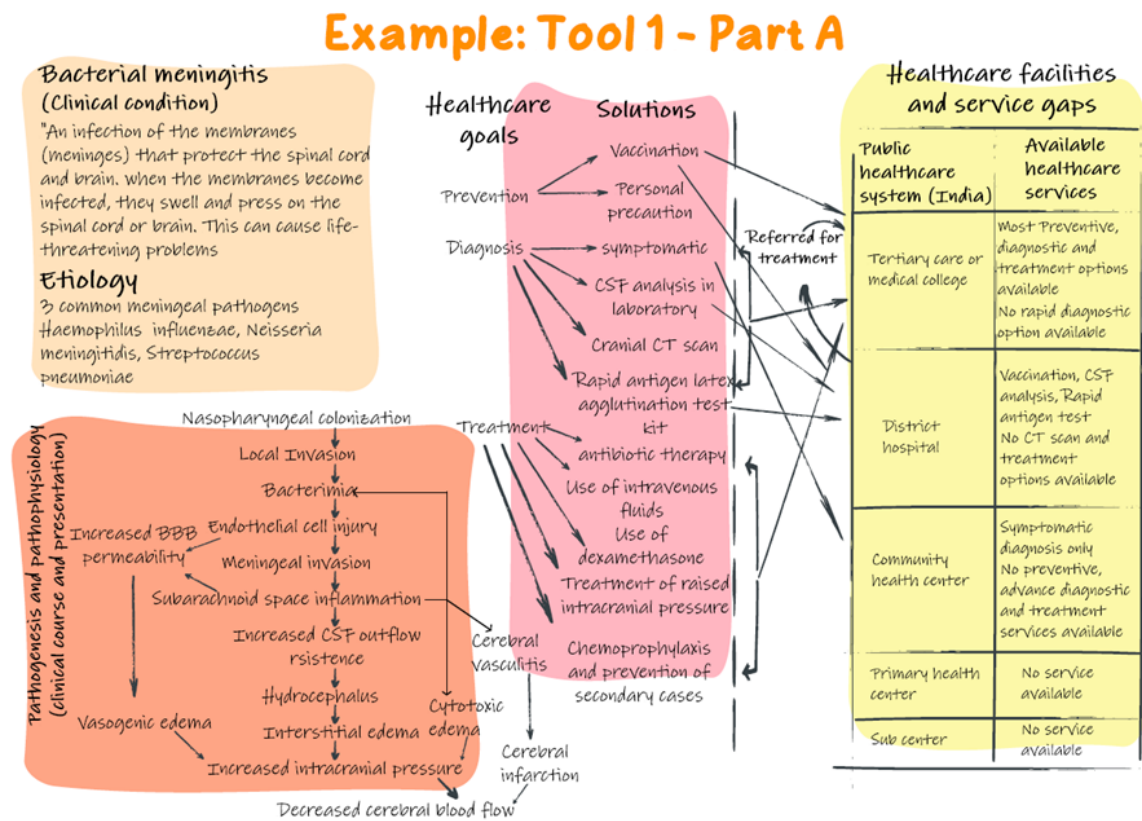 Example: Tool 1 - Part A
Bacterial meningitis
(Clinical condition)
"An infection of the membranes
(meninges) that protect the spinal cord
and brain. when the membranes become
infected, they swell and press on the
spinal cord or brain. This can cause life-
threatening problems
Etiology
3 common meningeal pathogens
Haemophilus influenzae, Neisseria
meningitidis, Streptococcus
pneumoniae
Pathogenesis and pathophysiology
(clinical course and presentation)
Nasopharyngeal colonization
Local Invasion
Bacterimia
Endothelial cell injury
Increased BBB
permeability
Meningeal invasion
Subarachnoid space inflammation
Increased CSF outflow
rsistence
Hydrocephalus
Vasogenic edema
Interstitial edema
Cytotoxic
edema
Increased intracranial pressure
Decreased cerebral blood flow
Cerebral
vasculitis
Cerebral
infarction
Healthcare
goals
Prevention
Diagnosis
Treatment
Solutions
Vaccination
Personal
precaution
symptomatic
CSF analysis in
laboratory
Cranial CT scan
Rapid antigen latex
agglutination test
kit
antibiotic therapy
Use of intravenous
fluids
Use of
dexamethasone
Treatment of raised
intracranial pressure
Chemoprophylaxis
and prevention of
secondary cases
Referred for
treatment
Healthcare facilities
and service gaps
Public
healthcare
system (India)
Available
healthcare
services
Tertiary care or
medical college
Most Preventive,
diagnostic and
treatment options
available
No rapid diagnostic
option available
District
hospital
Vaccination, CSF
analysis, Rapid
antigen test
No CT scan and
treatment
options available
Community
health center
Symptomatic
diagnosis only
No preventive,
advance diagnostic
and treatment
services available
Primary health
center
No service
available
Sub center
No service
available